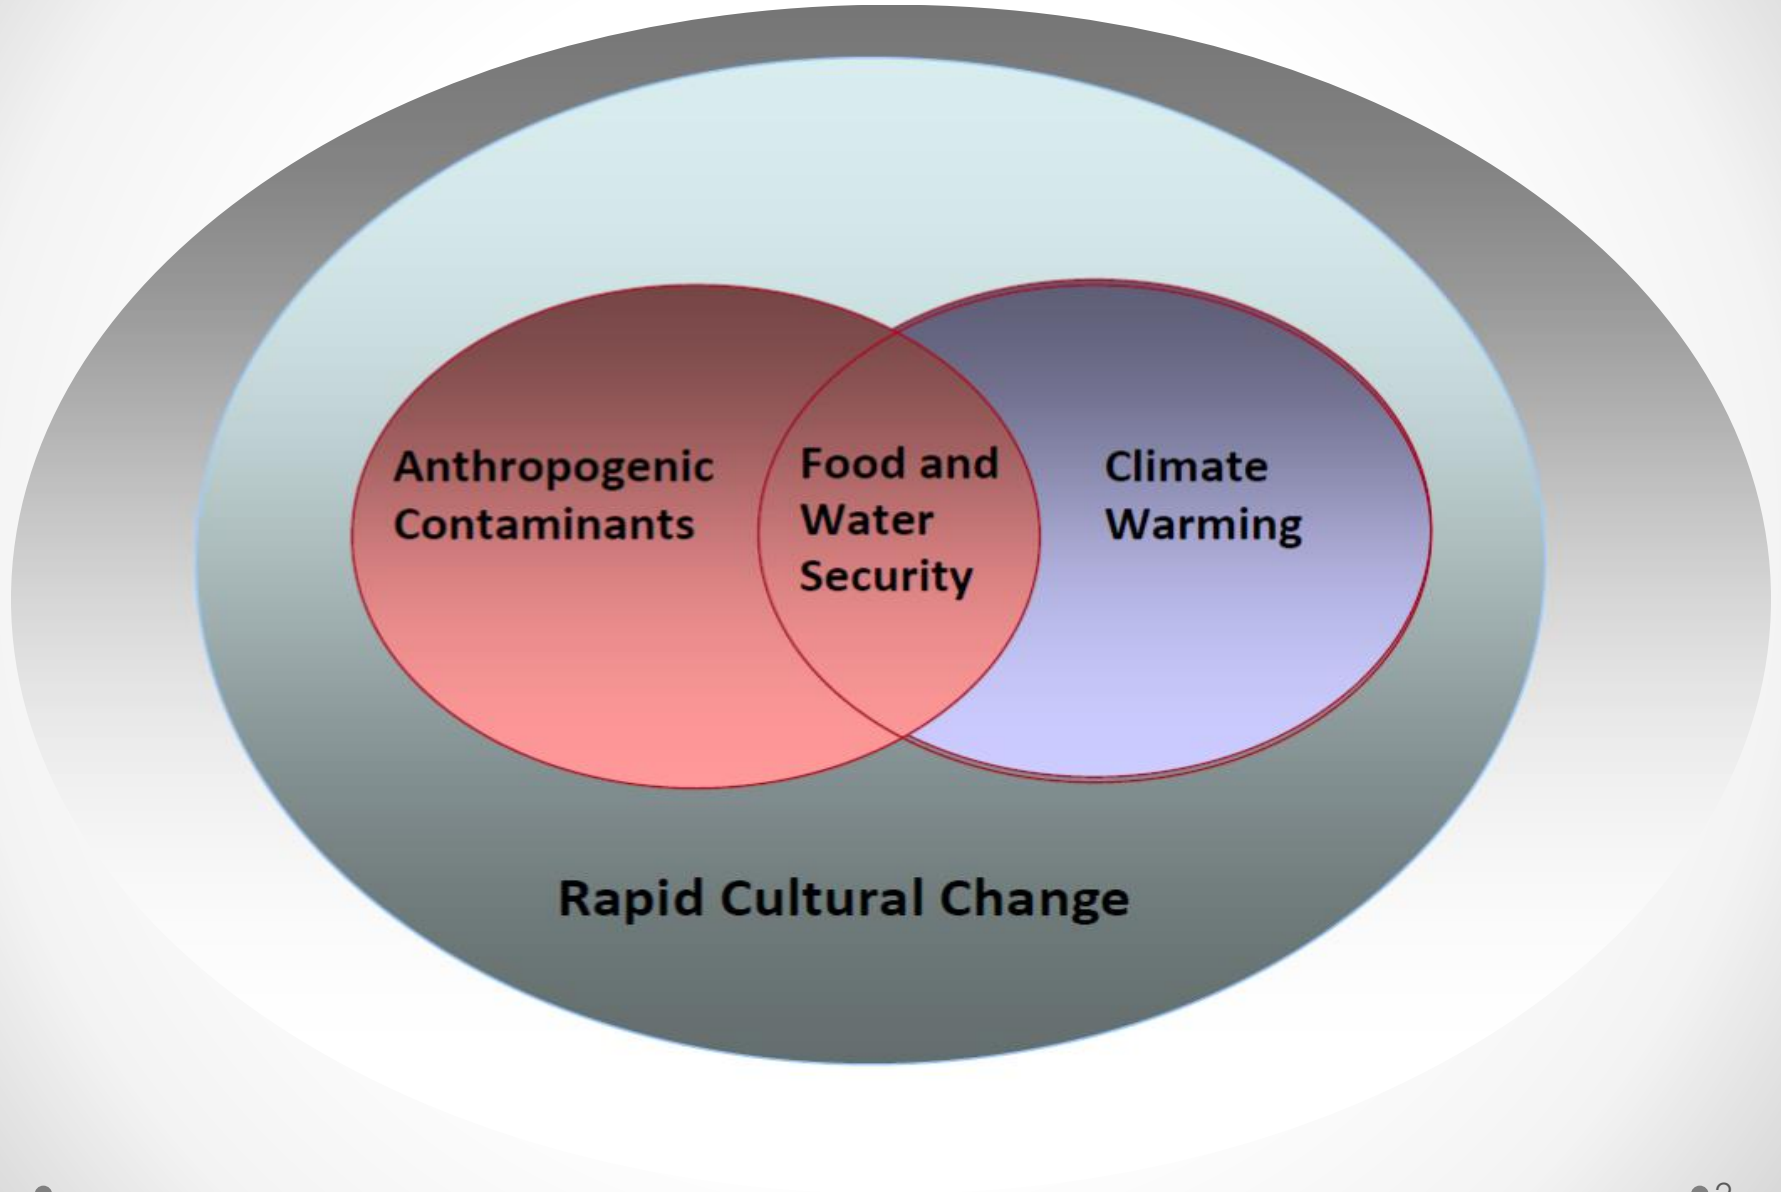 Anthropogenic
Contaminants
Food and
Water
Security
Climate
Warming
Rapid Cultural Change